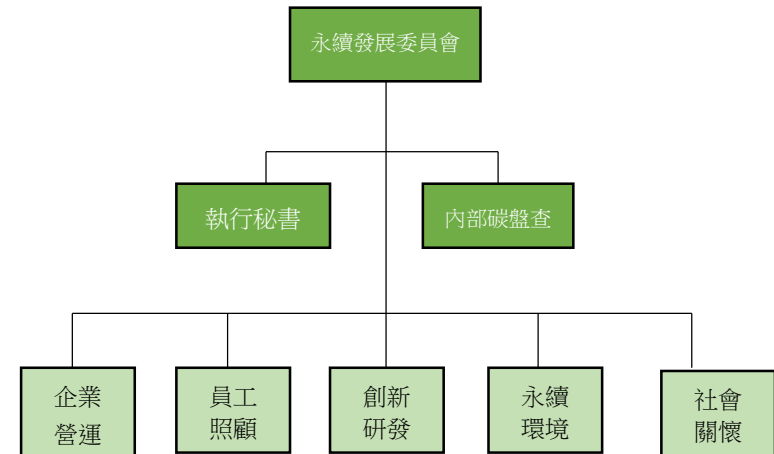 永續發展委員會
執行秘書
內部碳盤查
企業
營運
員工
照顧
創新
研發
永續
環境
社會
關懷